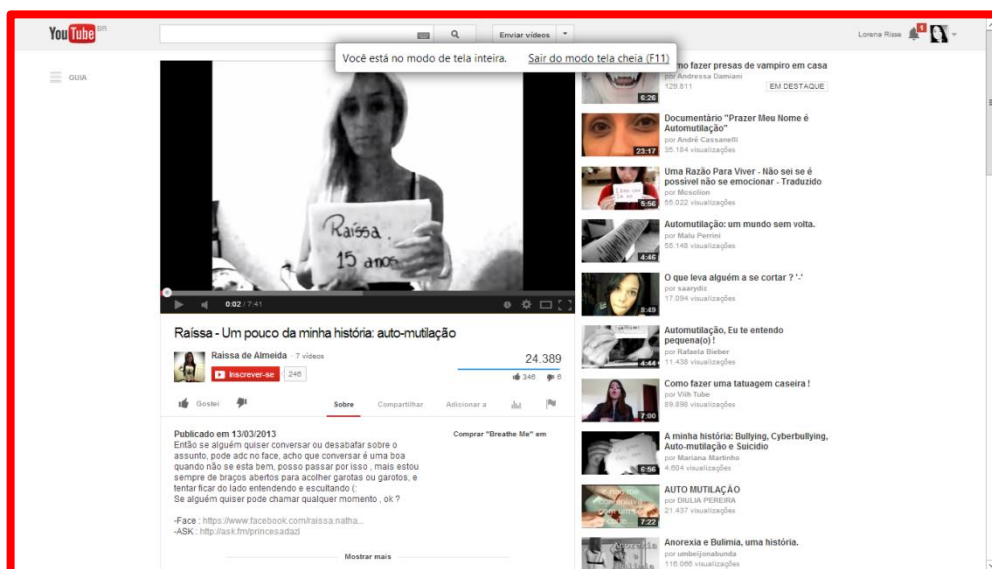 YouTube BR
Enviar vídeos
Lorena Risse
1
Você está no modo de tela inteira. Sair do modo tela cheia (F11)
GUIA
Raíssa.
15 anos
0:02 / 7:41
Raíssa - Um pouco da minha história: auto-mutilação
Raissa de Almeida · 7 vídeos
Inscrever-se 246
24.389
346 6
Gostei
Sobre Compartilhar Adicionar a
Publicado em 13/03/2013
Então se alguém quiser conversar ou desabafar sobre o
assunto, pode adc no face, acho que conversar é uma boa
quando não se esta bem, posso passar por isso , mais estou
sempre de braços abertos para acolher garotas ou garotos, e
tentar ficar do lado entendendo e escultando (:
Se alguém quiser pode chamar qualquer momento , ok ?
-Face : https://www.facebook.com/raissa.natha...
-ASK : http://ask.fm/princesadazl
Mostrar mais
Comprar "Breathe Me" em
mo fazer presas de vampiro em casa
por Andressa Damiani
129.811
EM DESTAQUE
6:26
Documentário "Prazer Meu Nome é
Automutilação"
por André Cassanelli
35.184 visualizações
23:17
Uma Razão Para Viver - Não sei se é
possivel não se emocionar - Traduzido
por Mcsolion
55.022 visualizações
5:56
Automutilação: um mundo sem volta.
por Malu Perrini
56.148 visualizações
4:46
O que leva alguém a se cortar ? '-'
por saarydiz
17.094 visualizações
5:49
Automutilação, Eu te entendo
pequena(o) !
por Rafaela Bieber
11.438 visualizações
4:44
Como fazer uma tatuagem caseira !
por Viih Tube
89.898 visualizações
7:00
A minha história: Bullying, Cyberbullying,
Auto-mutilação e Suicidio
por Mariana Martinho
4.604 visualizações
6:56
AUTO MUTILAÇÃO
por DIULIA PEREIRA
21.437 visualizações
7:22
Anorexia e Bulimia, uma história.
por umbeijonabunda
116.066 visualizações